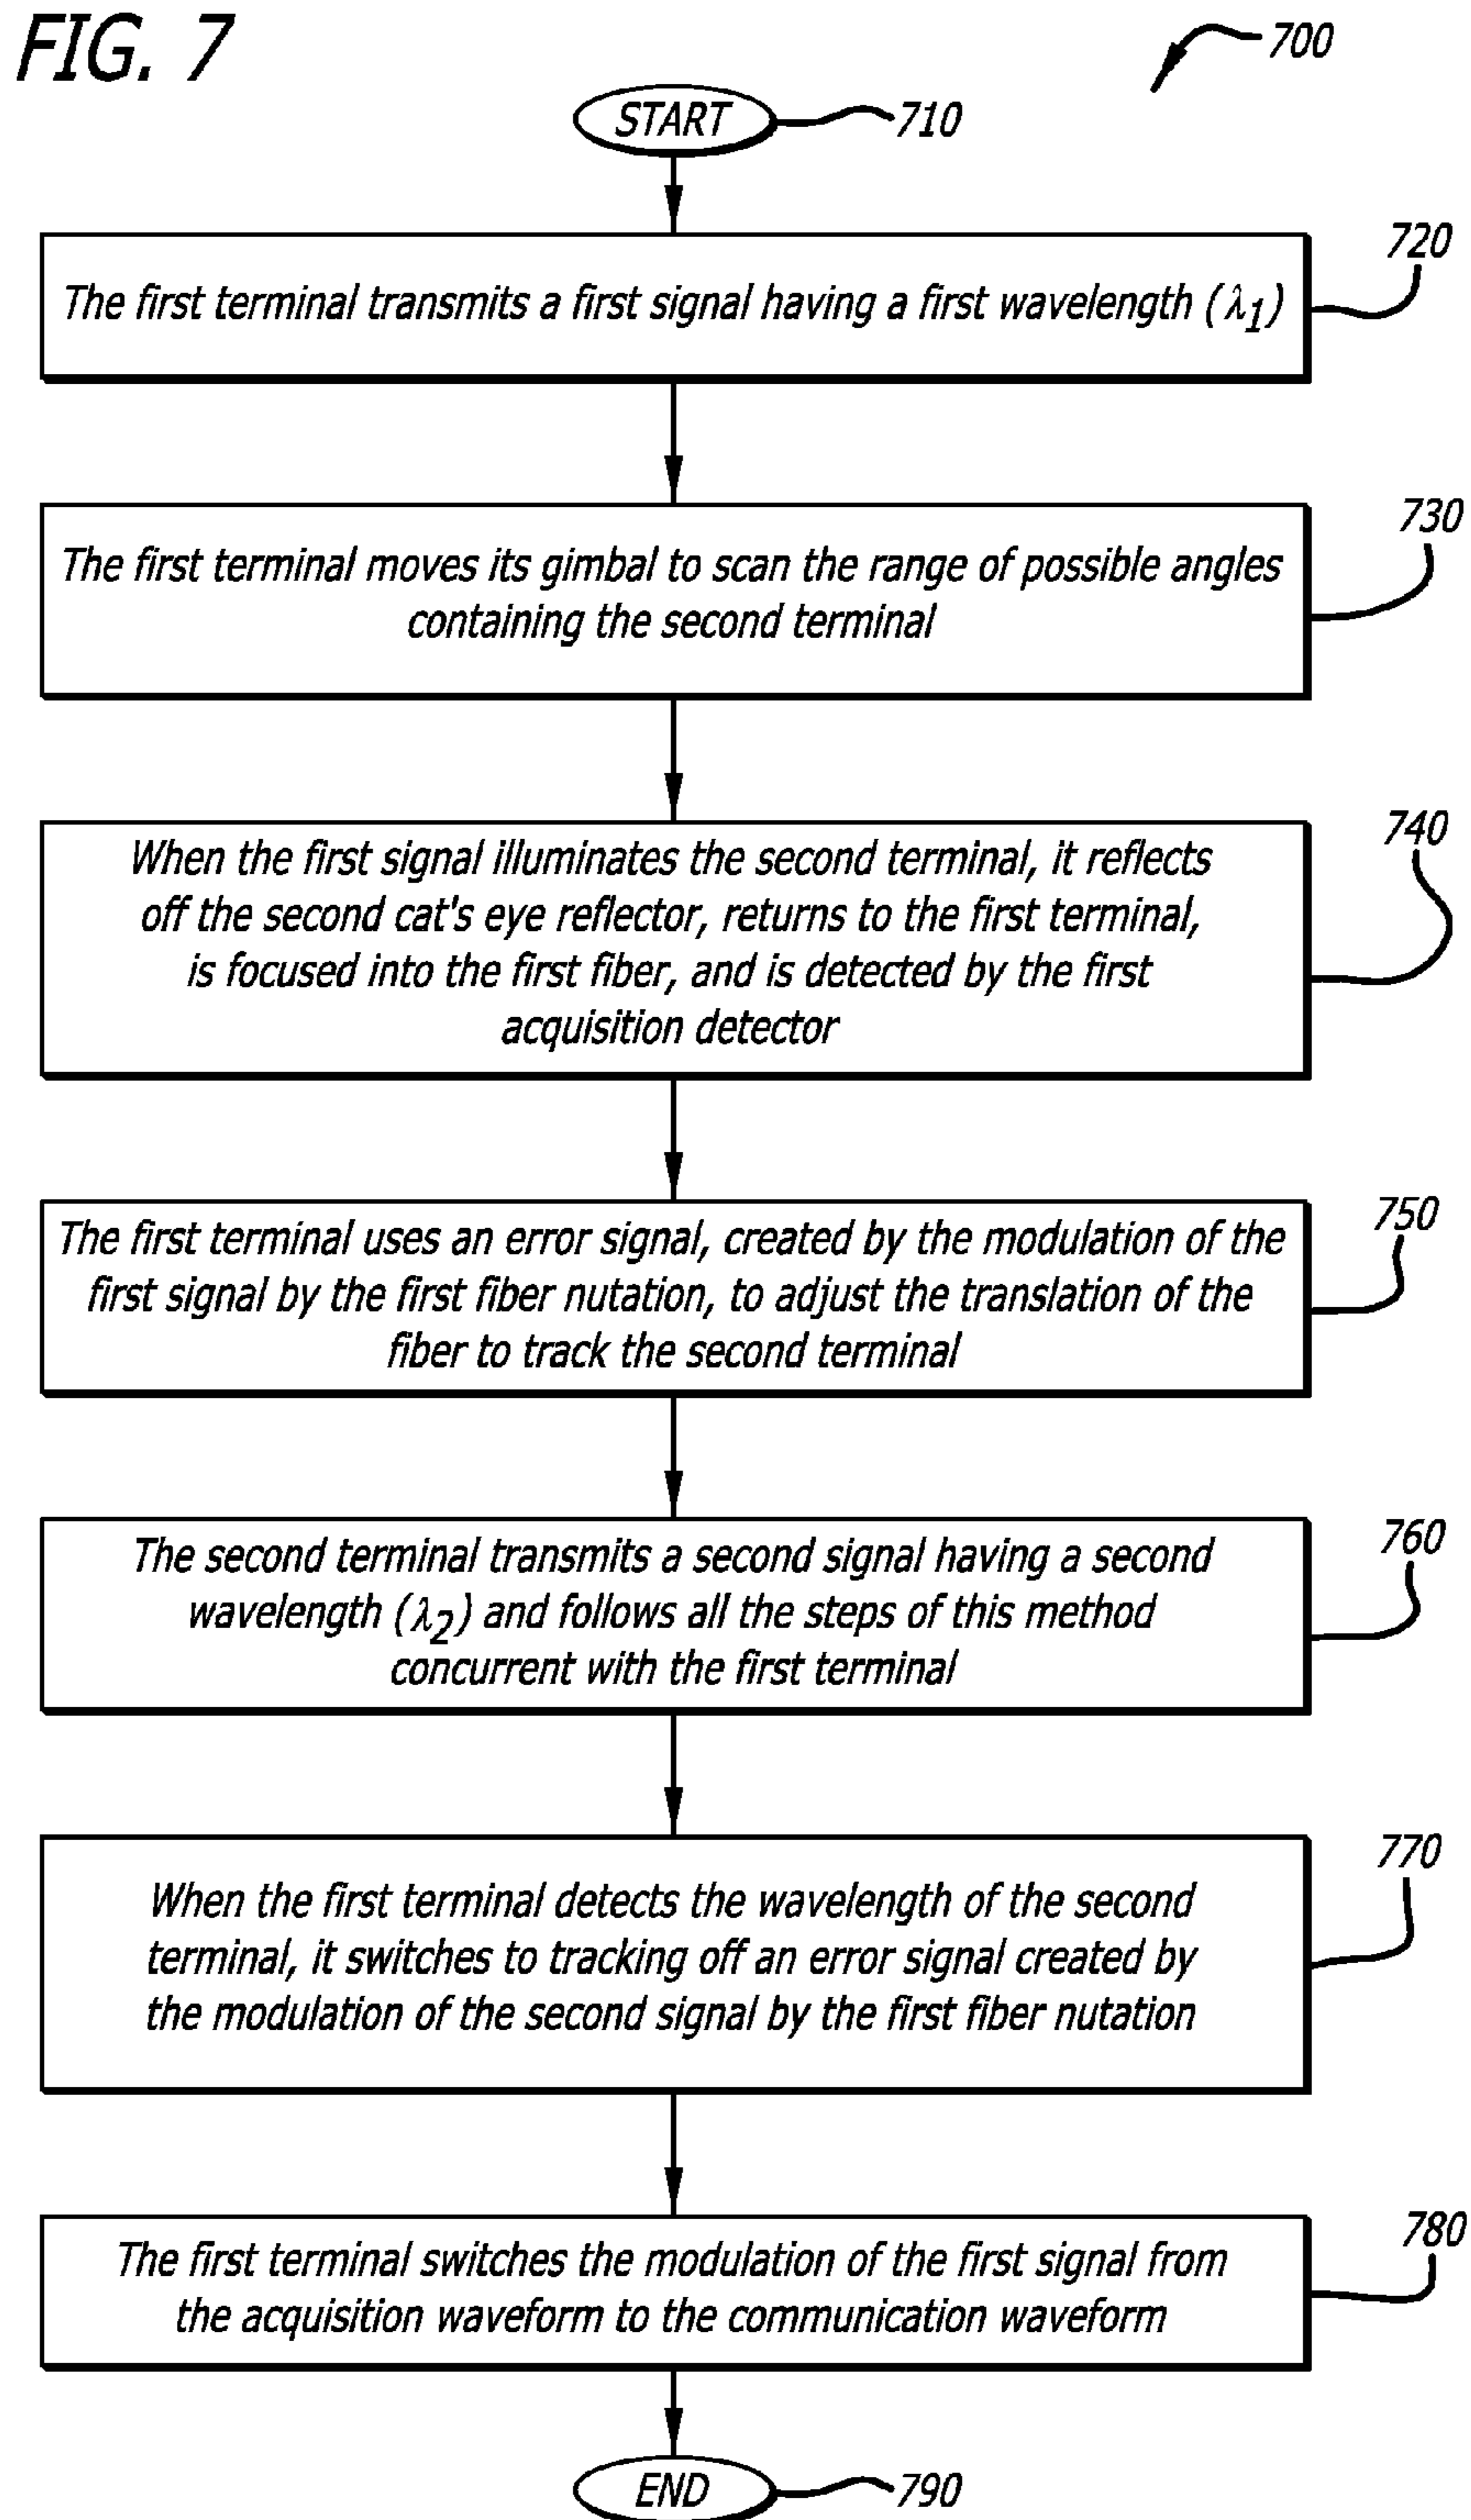 FIG. 7
700
START
710
720
The first terminal transmits a first signal having a first wavelength (λ1)
730
The first terminal moves its gimbal to scan the range of possible angles
containing the second terminal
740
When the first signal illuminates the second terminal, it reflects
off the second cat's eye reflector, returns to the first terminal,
is focused into the first fiber, and is detected by the first
acquisition detector
750
The first terminal uses an error signal, created by the modulation of the
first signal by the first fiber nutation, to adjust the translation of the
fiber to track the second terminal
760
The second terminal transmits a second signal having a second
wavelength (λ2) and follows all the steps of this method
concurrent with the first terminal
770
When the first terminal detects the wavelength of the second
terminal, it switches to tracking off an error signal created by
the modulation of the second signal by the first fiber nutation
780
The first terminal switches the modulation of the first signal from
the acquisition waveform to the communication waveform
END
790